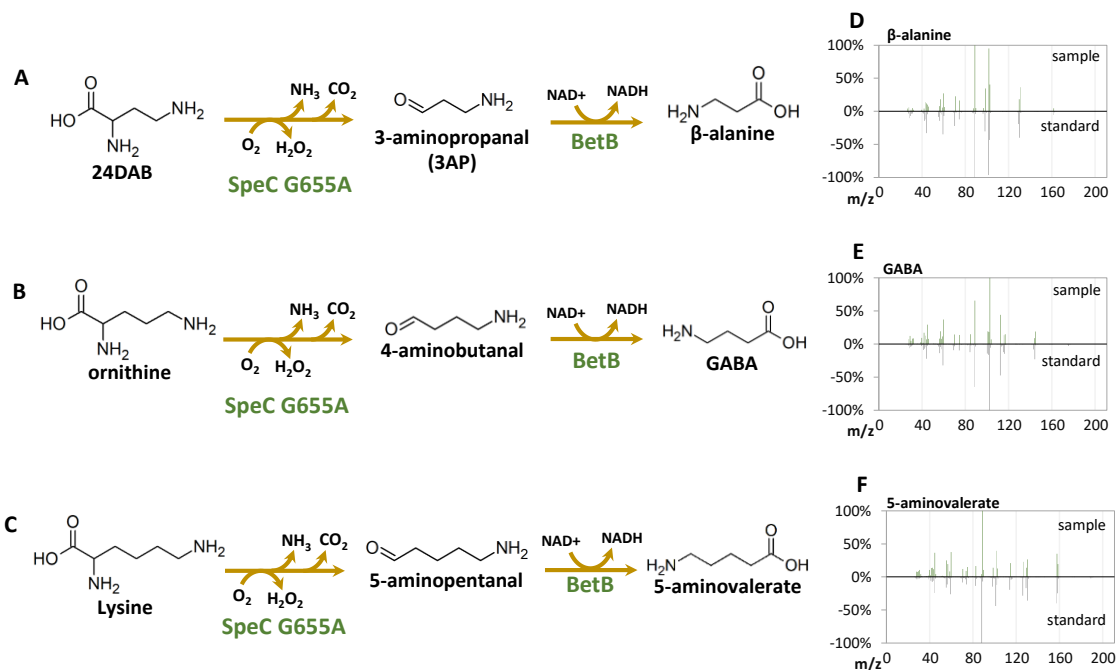 A
O
HO
NH₂
NH₂
24DAB
NH₃ CO₂
O₂ H₂O₂
SpeC G655A
O NH₂
3-aminopropanal
(3AP)
NAD+ NADH
BetB
O
H₂N OH
β-alanine
D
β-alanine
100%
50%
0%
-50%
-100%
sample
standard
0 40 80 120 160 200
m/z
B
O
HO
NH₂
NH₂
ornithine
NH₃ CO₂
O₂ H₂O₂
SpeC G655A
O NH₂
4-aminobutanal
NAD+ NADH
BetB
O
H₂N OH
GABA
E
GABA
100%
50%
0%
-50%
-100%
sample
standard
0 40 80 120 160 200
m/z
C
O
HO
NH₂
NH₂
Lysine
NH₃ CO₂
O₂ H₂O₂
SpeC G655A
O NH₂
5-aminopentanal
NAD+ NADH
BetB
O
H₂N OH
5-aminovalerate
F
5-aminovalerate
100%
50%
0%
-50%
-100%
sample
standard
0 40 80 120 160 200
m/z